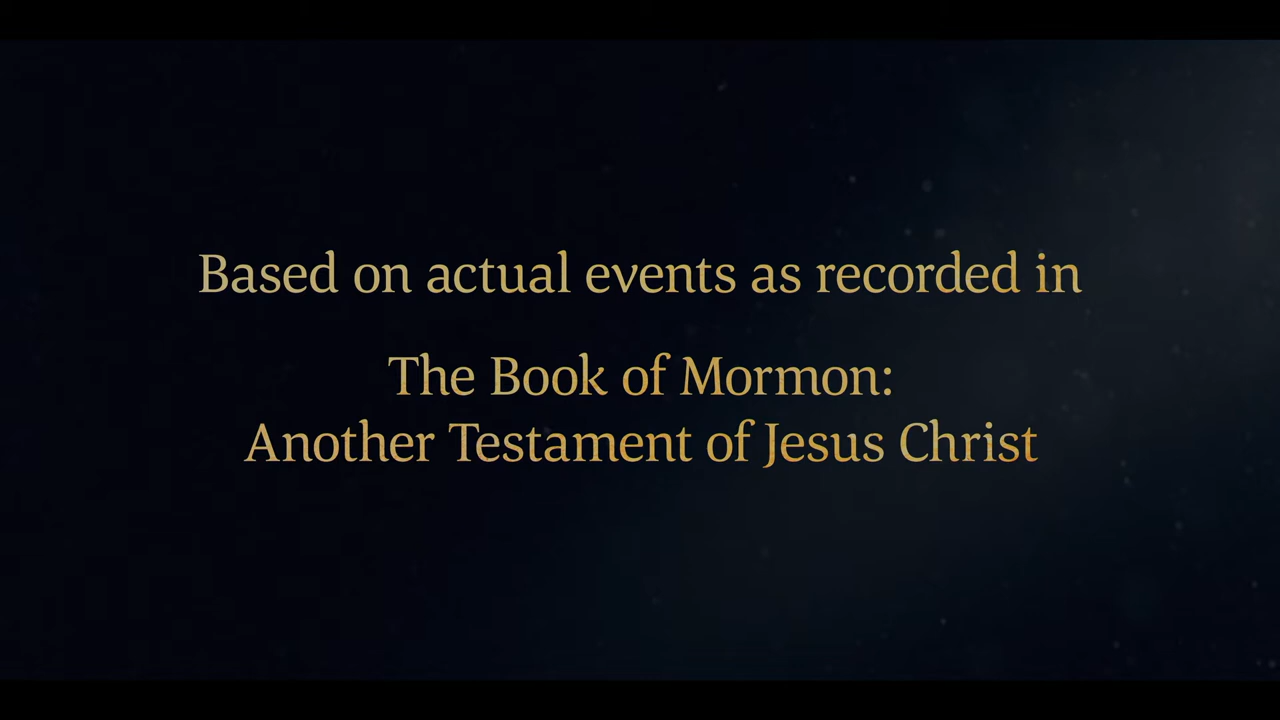 Based on actual events as recorded in
The Book of Mormon:
Another Testament of Jesus Christ